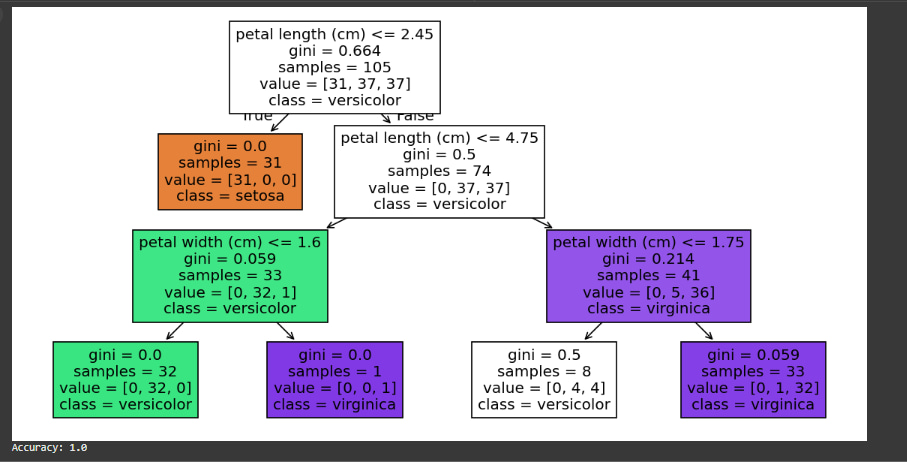 petal length (cm) <= 2.45
gini = 0.664
samples = 105
value = [31, 37, 37]
class = versicolor
True
False
gini = 0.0
samples = 31
value = [31, 0, 0]
class = setosa
petal length (cm) <= 4.75
gini = 0.5
samples = 74
value = [0, 37, 37]
class = versicolor
petal width (cm) <= 1.6
gini = 0.059
samples = 33
value = [0, 32, 1]
class = versicolor
petal width (cm) <= 1.75
gini = 0.214
samples = 41
value = [0, 5, 36]
class = virginica
gini = 0.0
samples = 32
value = [0, 32, 0]
class = versicolor
gini = 0.0
samples = 1
value = [0, 0, 1]
class = virginica
gini = 0.5
samples = 8
value = [0, 4, 4]
class = versicolor
gini = 0.059
samples = 33
value = [0, 1, 32]
class = virginica
Accuracy: 1.0